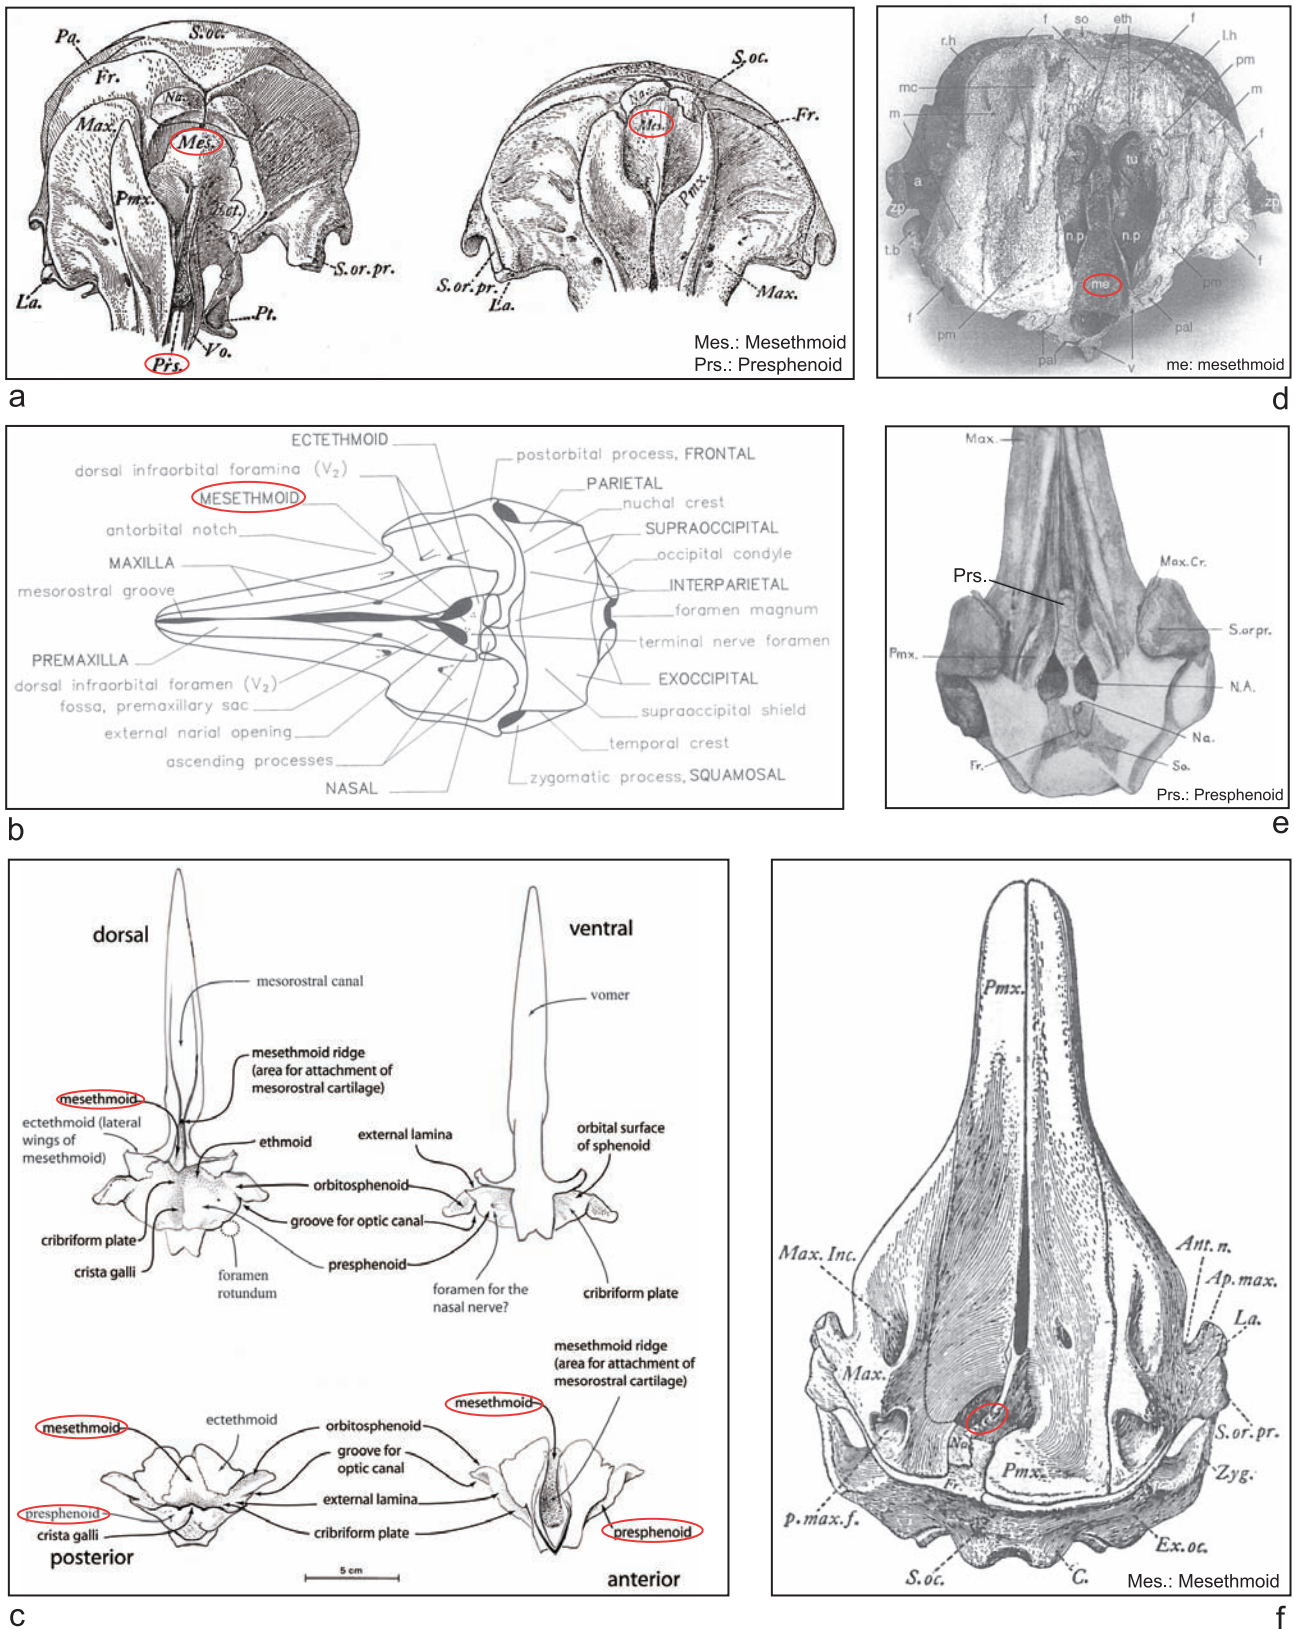 Pa.
S.oc.
Fr.
Na.
Max.
Mes.
Pmx.
Ect.
S.or.pr.
La.
Pt.
Vo.
Prs.
S.oc.
Na.
Mes.
Fr.
Pmx.
S.or.pr.
La.
Max.
Mes.: Mesethmoid
Prs.: Presphenoid
a
f
so
eth
f
r.h
l.h
mc
pm
m
m
m
f
a
tu
zp
zp
n.p
n.p
t.b
f
me
pm
f
pm
pal
pal
v
me: mesethmoid
d
ECTETHMOID
dorsal infraorbital foramina (V2)
MESETHMOID
antorbital notch
MAXILLA
mesorostral groove
PREMAXILLA
dorsal infraorbital foramen (V2)
fossa, premaxillary sac
external narial opening
ascending processes
NASAL
postorbital process, FRONTAL
PARIETAL
nuchal crest
SUPRAOCCIPITAL
occipital condyle
INTERPARIETAL
foramen magnum
terminal nerve foramen
EXOCCIPITAL
supraoccipital shield
temporal crest
zygomatic process, SQUAMOSAL
b
Max.
Prs.
Max.Cr.
S.or.pr.
Pmx.
N.A.
Na.
Fr.
So.
Prs.: Presphenoid
e
dorsal
ventral
mesorostral canal
vomer
mesethmoid ridge
(area for attachment of
mesorostral cartilage)
mesethmoid
ectethmoid (lateral
wings of
mesethmoid)
ethmoid
external lamina
orbital surface
of sphenoid
orbitosphenoid
groove for optic canal
cribriform plate
crista galli
presphenoid
foramen
rotundum
foramen for the
nasal nerve?
cribriform plate
mesethmoid ridge
(area for attachment of
mesorostral cartilage)
mesethmoid
mesethmoid
ectethmoid
orbitosphenoid
groove for
optic canal
external lamina
presphenoid
crista galli
cribriform plate
presphenoid
posterior
5 cm
anterior
c
Pmx.
Max. Inc.
Ant. n.
Ap. max.
La.
Max.
S.or.pr.
Na.
Pmx.
Fr.
Zyg.
p.max.f.
Ex.oc.
S.oc.
C.
Mes.: Mesethmoid
f